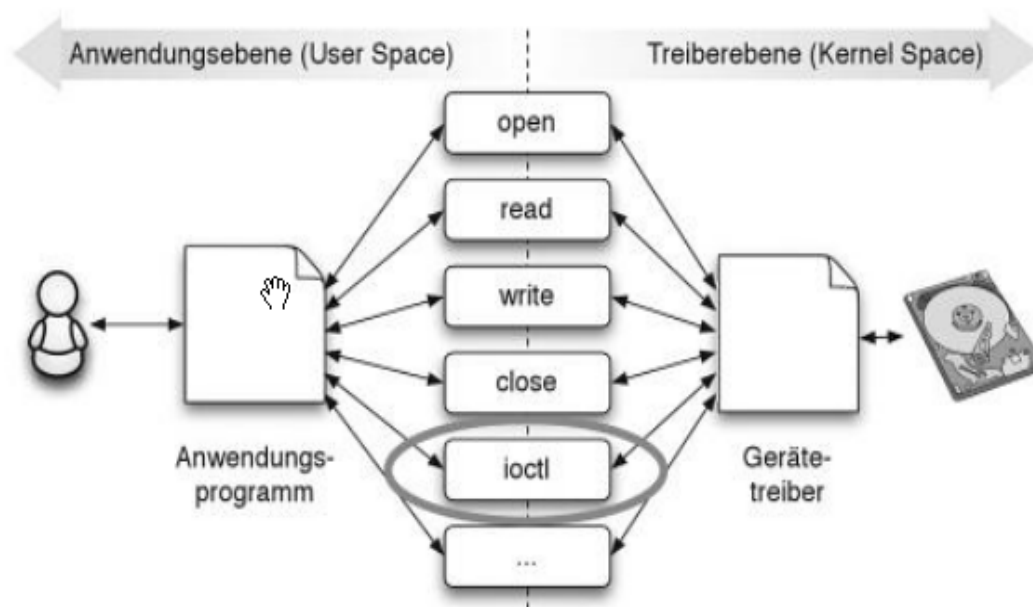 Anwendungsebene (User Space)
Treiberebene (Kernel Space)
open
read
write
close
ioctl
...
Anwendungs-
programm
Geräte-
treiber